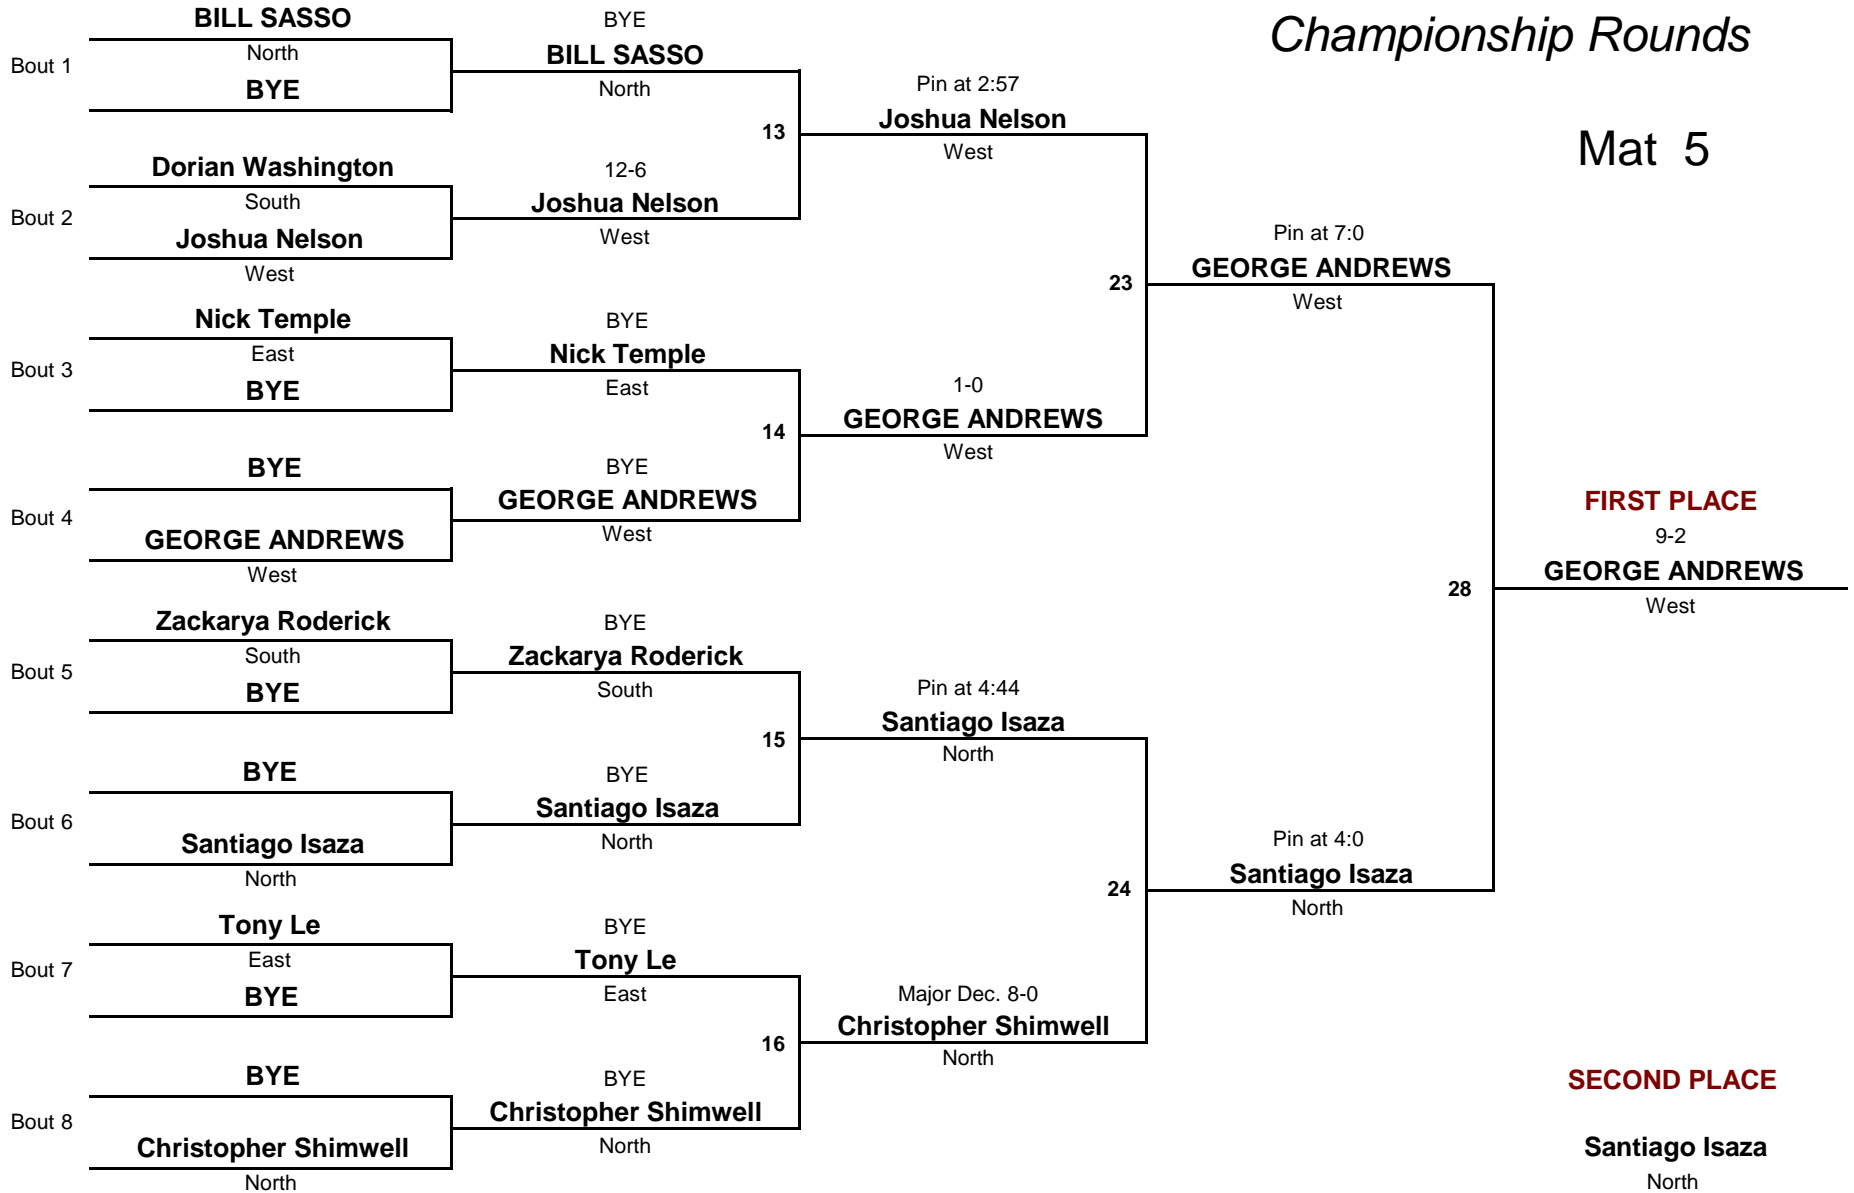 Championship Rounds
Mat 5
Bout 1
BILL SASSO
North
BYE
Bout 2
Dorian Washington
South
Joshua Nelson
West
Bout 3
Nick Temple
East
BYE
Bout 4
BYE
GEORGE ANDREWS
West
Bout 5
Zackarya Roderick
South
BYE
Bout 6
BYE
Santiago Isaza
North
Bout 7
Tony Le
East
BYE
Bout 8
BYE
Christopher Shimwell
North
BYE
BILL SASSO
North
13
12-6
Joshua Nelson
West
BYE
Nick Temple
East
14
BYE
GEORGE ANDREWS
West
BYE
Zackarya Roderick
South
15
BYE
Santiago Isaza
North
BYE
Tony Le
East
16
BYE
Christopher Shimwell
North
Pin at 2:57
Joshua Nelson
West
23
1-0
GEORGE ANDREWS
West
Pin at 4:44
Santiago Isaza
North
24
Major Dec. 8-0
Christopher Shimwell
North
Pin at 7:0
GEORGE ANDREWS
West
28
Pin at 4:0
Santiago Isaza
North
FIRST PLACE
9-2
GEORGE ANDREWS
West
SECOND PLACE
Santiago Isaza
North